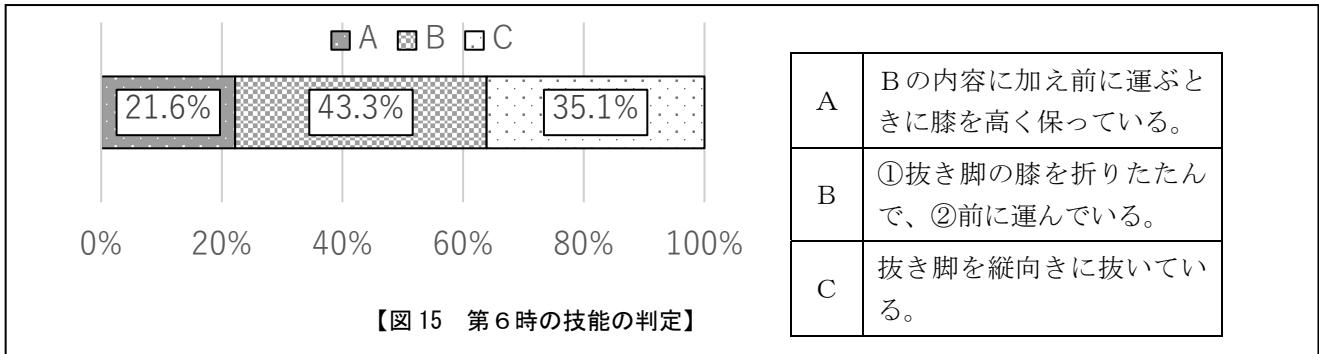 A B C
21.6% 43.3% 35.1%
0% 20% 40% 60% 80% 100%
【図 15 第６時の技能の判定】
A
Ｂの内容に加え前に運ぶと
きに膝を高く保っている。
B
①抜き脚の膝を折りたたん
で、②前に運んでいる。
C
抜き脚を縦向きに抜いてい
る。